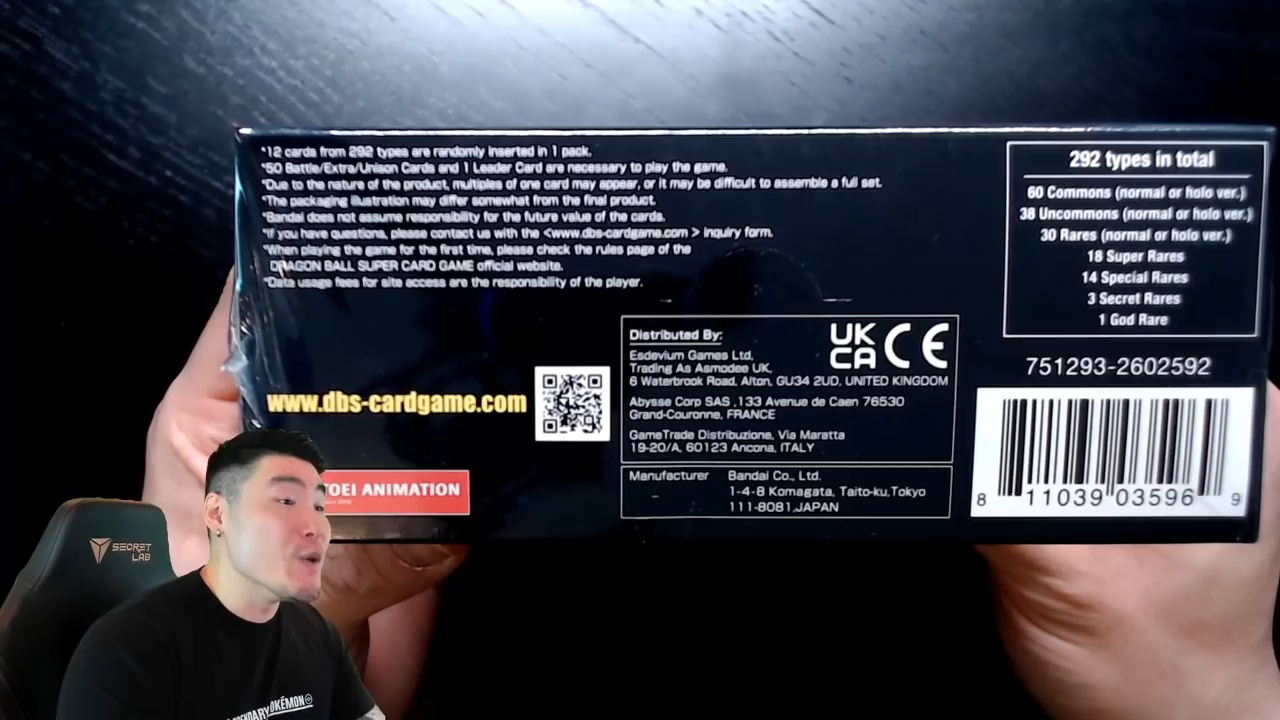 *12 cards from 292 types are randomly inserted in 1 pack.
*50 Battle/Extra/Unison Cards and 1 Leader Card are necessary to play the game.
*Due to the nature of the product, multiples of one card may appear, or it may be difficult to assemble a full set.
*The packaging illustration may differ somewhat from the final product.
*Bandai does not assume responsibility for the future value of the cards.
*If you have questions, please contact us with the <www.dbs-cardgame.com > inquiry form.
*When playing the game for the first time, please check the rules page of the
DRAGON BALL SUPER CARD GAME official website.
*Data usage fees for site access are the responsibility of the player.
www.dbs-cardgame.com
TOEI ANIMATION
Distributed By:
Esdevium Games Ltd,
Trading As Asmodee UK,
6 Waterbrook Road, Alton, GU34 2UD, UNITED KINGDOM
Abysse Corp SAS ,133 Avenue de Caen 76530
Grand-Couronne, FRANCE
GameTrade Distribuzione, Via Maratta
19-20/A, 60123 Ancona, ITALY
UK
CA
CE
Manufacturer Bandai Co., Ltd.
1-4-8 Komagata, Taito-ku,Tokyo
111-8081,JAPAN
292 types in total
60 Commons (normal or holo ver.)
38 Uncommons (normal or holo ver.)
30 Rares (normal or holo ver.)
18 Super Rares
14 Special Rares
3 Secret Rares
1 God Rare
751293-2602592
8 11039 03596 9
SECRET
LAB
POKÉMON